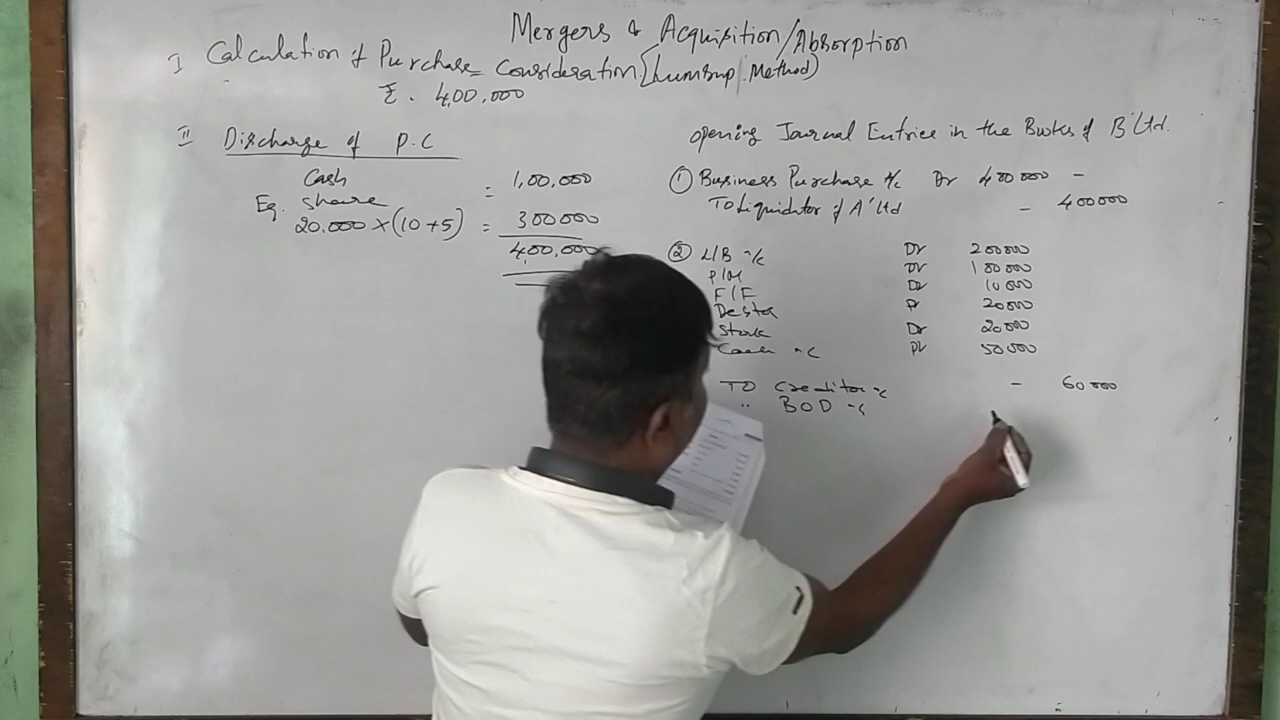 Mergers & Acquisition/Absorption
I Calculation of Purchase Consideration (Lumsup Method)
₹. 4,00,000
II Discharge of P.C
Cash = 1,00,000
Eq. Share
20,000 × (10+5) = 300000
4,00,000
opening Journal Entrice in the Books of B'Ltd.
① Business Purchase A/c Dr 400000 -
To Liquidator of A'Ltd - 400000
② L/B A/c Dr 200000
P/M Dr 100000
F/F Dr 10000
Debtor Dr 20000
Stock Dr 20000
Cash A/c Dr 50000
TO Creditor A/c - 60000
" BOD A/c